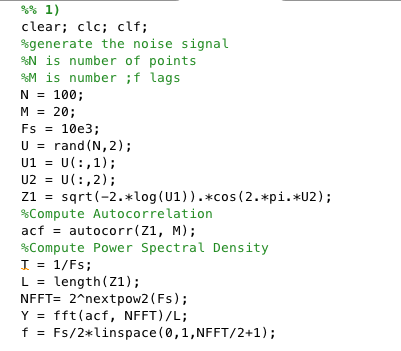 %% 1)
clear; clc; clf;
%generate the noise signal
%N is number of points
%M is number ;f lags
N = 100;
M = 20;
Fs = 10e3;
U = rand(N,2);
U1 = U(:,1);
U2 = U(:,2);
Z1 = sqrt(-2.*log(U1)).*cos(2.*pi.*U2);
%Compute Autocorrelation
acf = autocorr(Z1, M);
%Compute Power Spectral Density
T = 1/Fs;
L = length(Z1);
NFFT= 2^nextpow2(Fs);
Y = fft(acf, NFFT)/L;
f = Fs/2*linspace(0,1,NFFT/2+1);